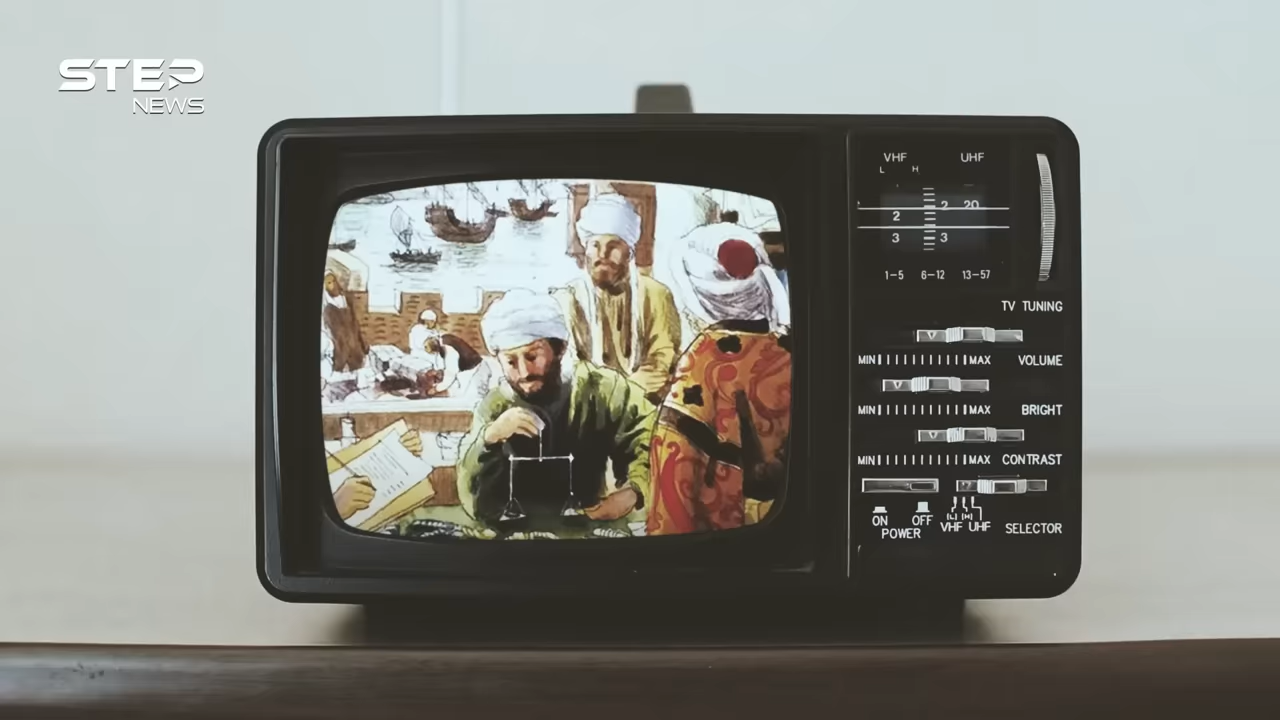 STEP
NEWS
VHF UHF
L H
2 20
2
3 3
1-5 6-12 13-57
TV TUNING
MIN MAX VOLUME
MIN MAX BRIGHT
MIN MAX CONTRAST
ON OFF
POWER
(L) (H)
VHF UHF
SELECTOR